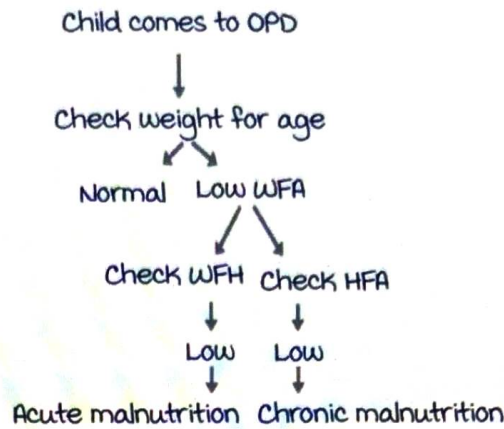 Child comes to OPD
Check weight for age
Normal Low WFA
Check WFH Check HFA
Low Low
Acute malnutrition Chronic malnutrition